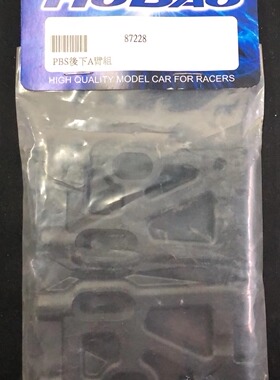 HOBAO
87228
PBS後下A臂組
HIGH QUALITY MODEL CAR FOR RACERS